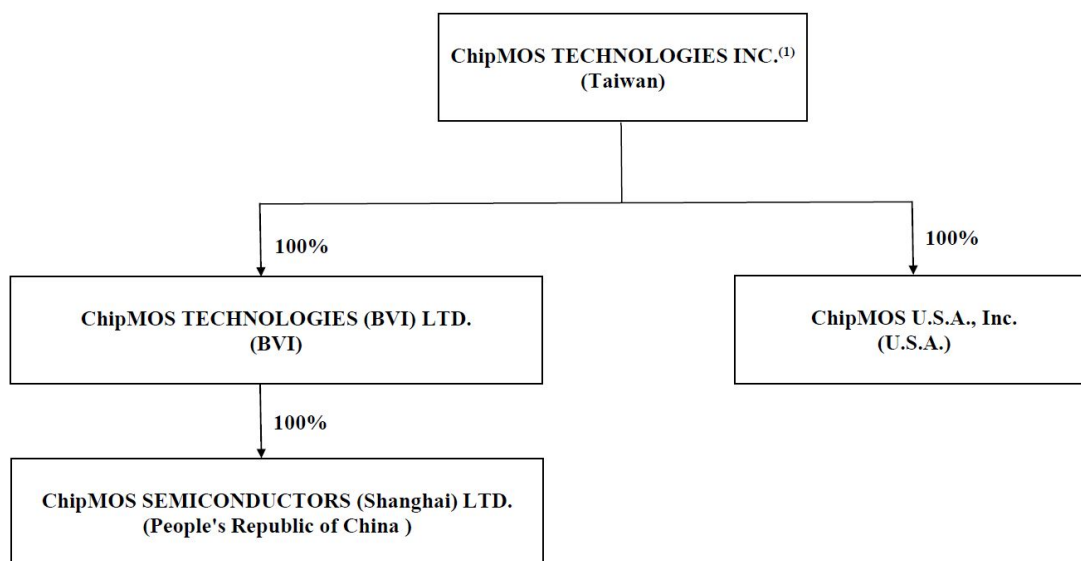 ChipMOS TECHNOLOGIES INC.(1)
(Taiwan)
100%
100%
ChipMOS TECHNOLOGIES (BVI) LTD.
(BVI)
ChipMOS U.S.A., Inc.
(U.S.A.)
100%
ChipMOS SEMICONDUCTORS (Shanghai) LTD.
(People's Republic of China )